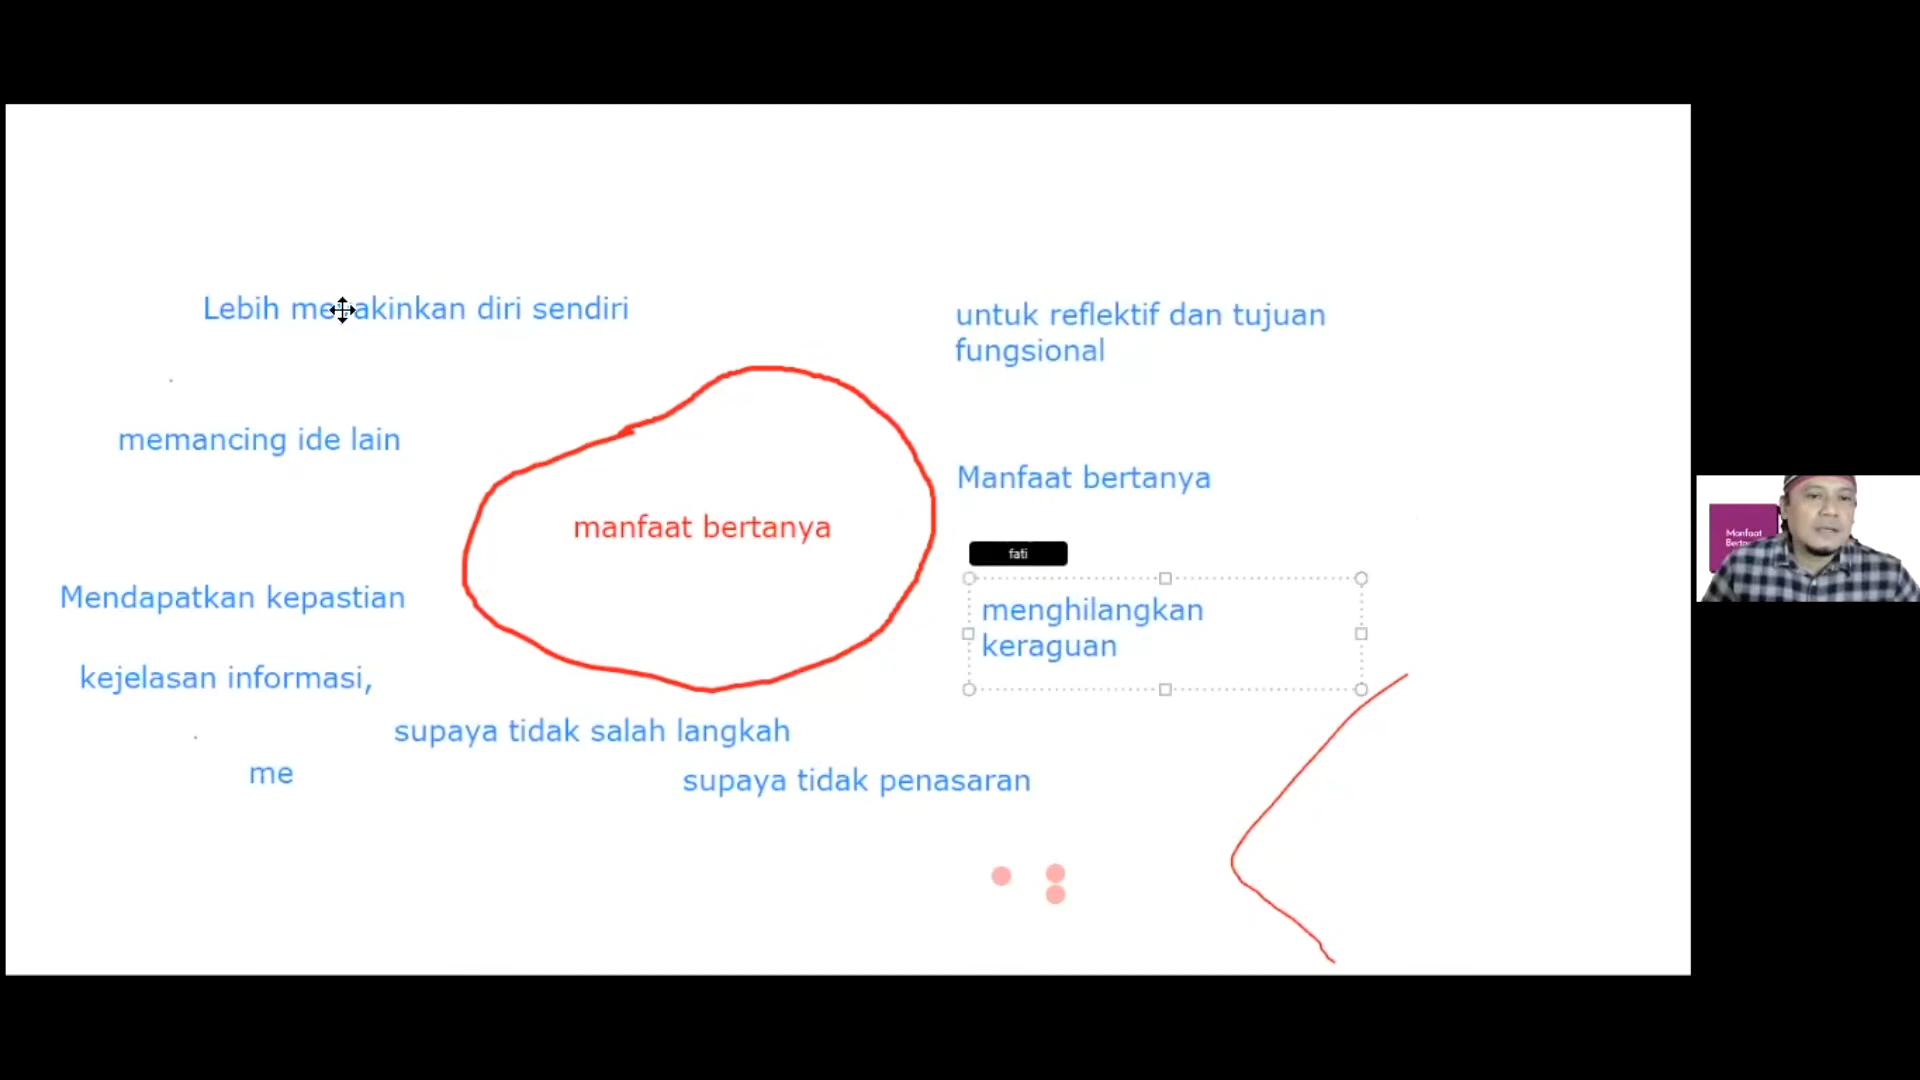 Lebih meyakinkan diri sendiri
untuk reflektif dan tujuan
fungsional
memancing ide lain
Manfaat bertanya
manfaat bertanya
fati
menghilangkan
keraguan
Mendapatkan kepastian
kejelasan informasi,
supaya tidak salah langkah
me
supaya tidak penasaran
Manfaat